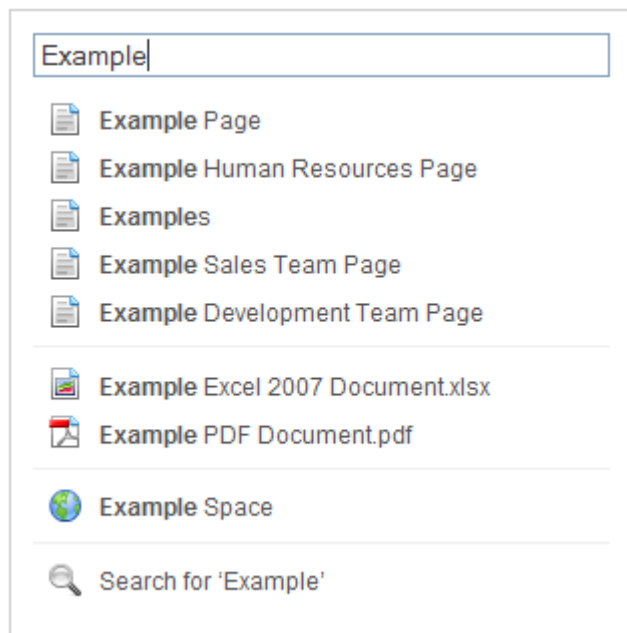 Example
Example Page
Example Human Resources Page
Examples
Example Sales Team Page
Example Development Team Page
Example Excel 2007 Document.xlsx
Example PDF Document.pdf
Example Space
Search for ‘Example’